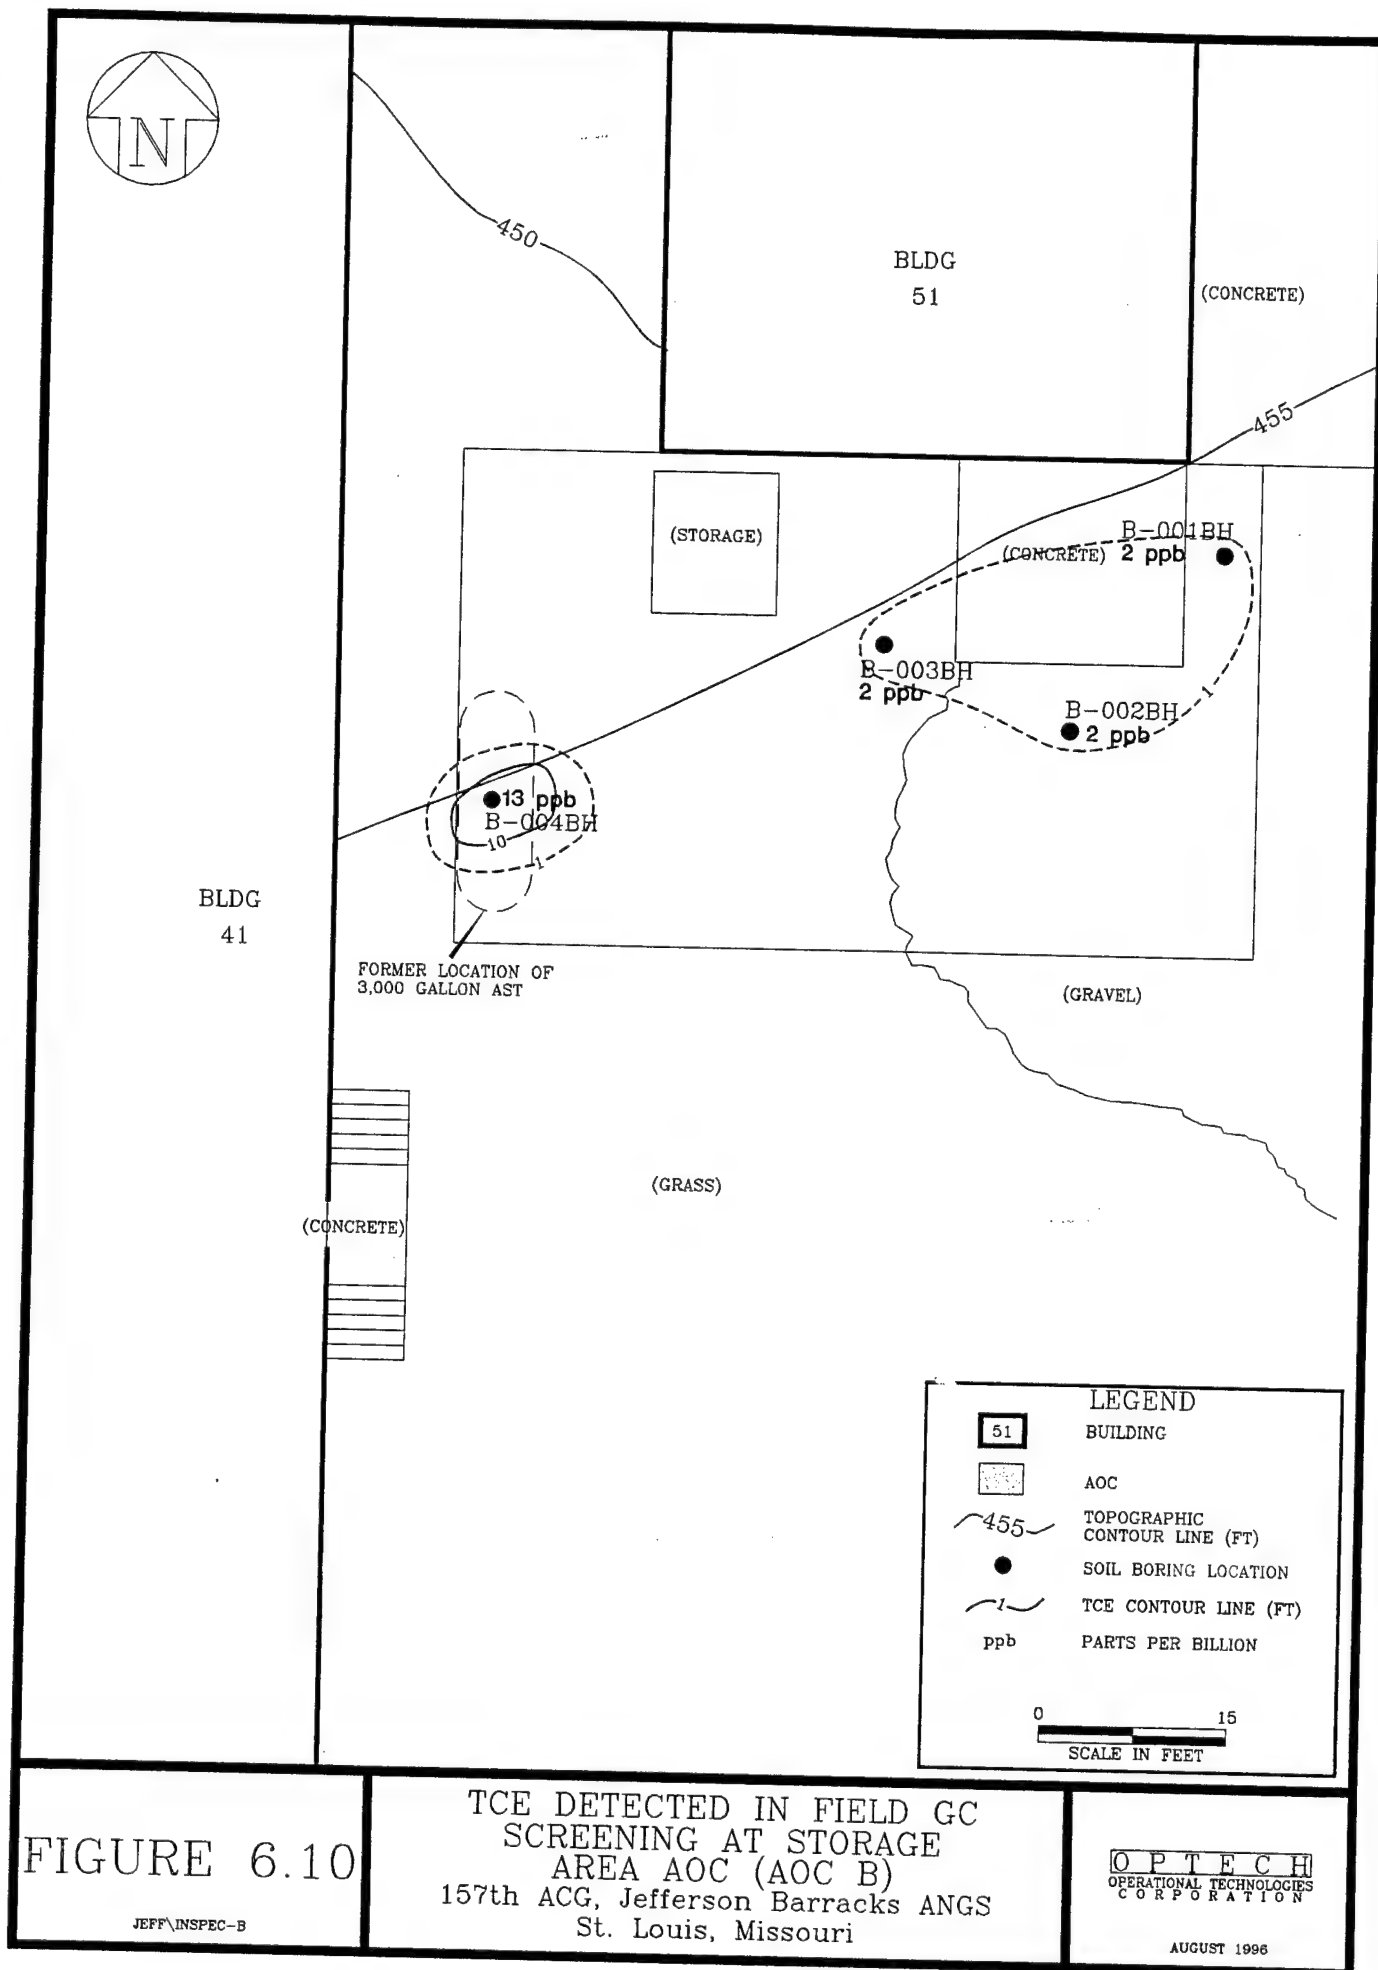 N
450
BLDG
51
(CONCRETE)
455
(STORAGE)
B-001BH
(CONCRETE) 2 ppb
B-003BH
2 ppb
1
B-002BH
2 ppb
13 ppb
B-004BH
10
1
BLDG
41
FORMER LOCATION OF
3,000 GALLON AST
(GRAVEL)
(GRASS)
(CONCRETE)
LEGEND
51 BUILDING
AOC
455 TOPOGRAPHIC
CONTOUR LINE (FT)
SOIL BORING LOCATION
1 TCE CONTOUR LINE (FT)
ppb PARTS PER BILLION
0 15
SCALE IN FEET
FIGURE 6.10
JEFF\INSPEC-B
TCE DETECTED IN FIELD GC
SCREENING AT STORAGE
AREA AOC (AOC B)
157th ACG, Jefferson Barracks ANGS
St. Louis, Missouri
OPTECH
OPERATIONAL TECHNOLOGIES
CORPORATION
AUGUST 1996